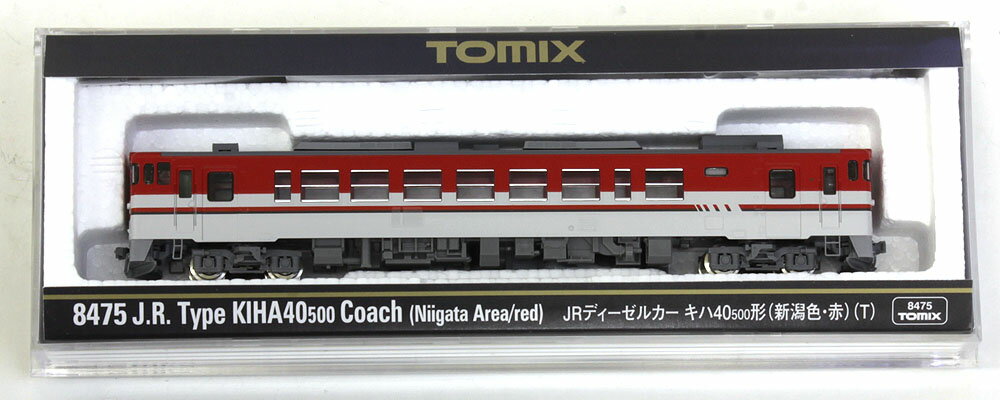 TOMIX
8475 J.R. Type KIHA40500 Coach (Niigata Area/red) JRディーゼルカー キハ40500形(新潟色・赤)(T)
8475
TOMIX